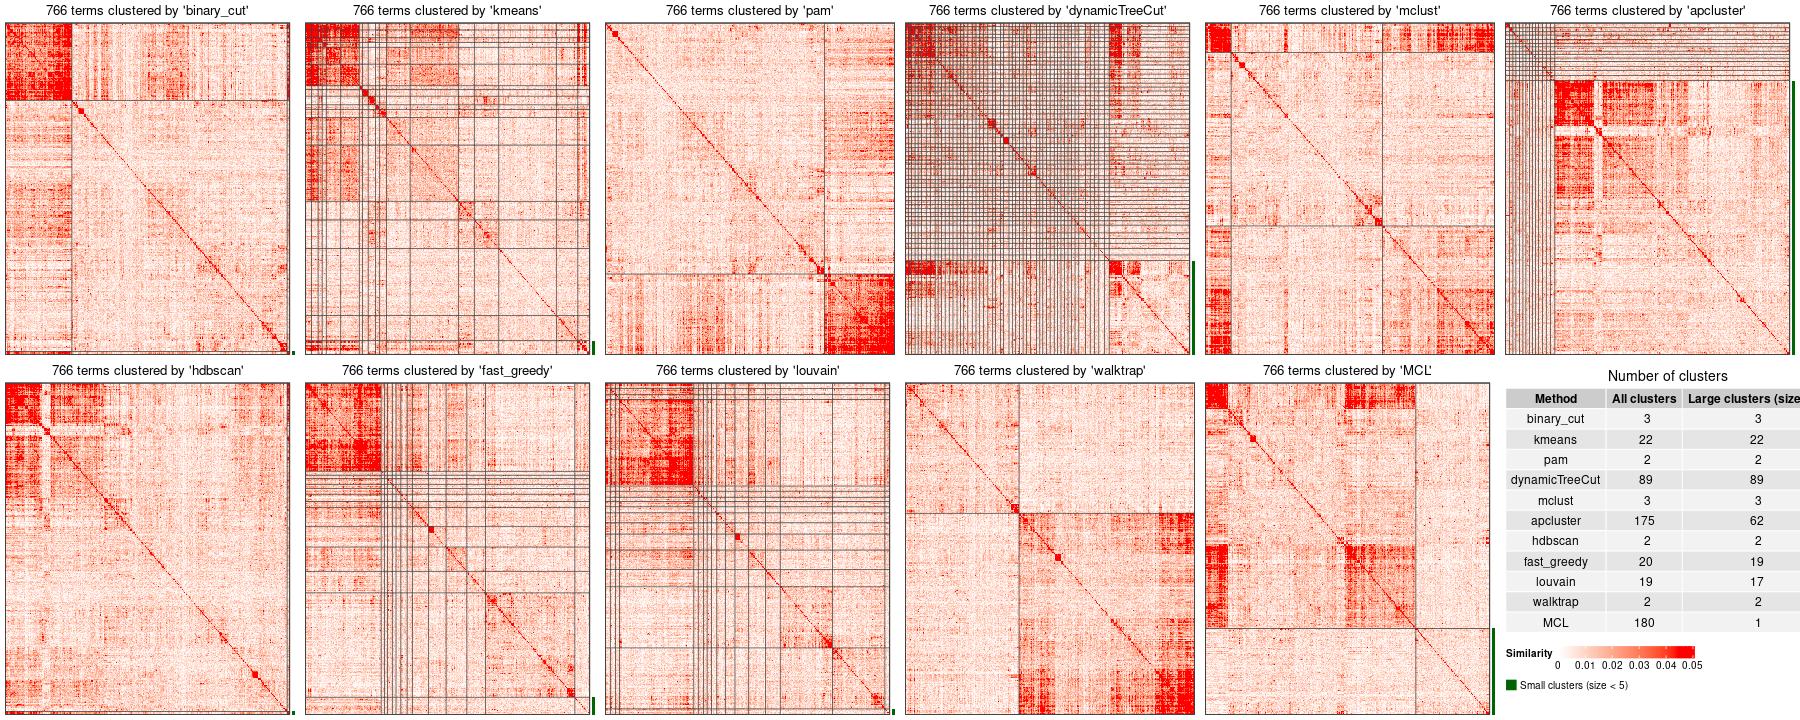 766 terms clustered by 'binary_cut'
766 terms clustered by 'kmeans'
766 terms clustered by 'pam'
766 terms clustered by 'dynamicTreeCut'
766 terms clustered by 'mclust'
766 terms clustered by 'apcluster'
766 terms clustered by 'hdbscan'
766 terms clustered by 'fast_greedy'
766 terms clustered by 'louvain'
766 terms clustered by 'walktrap'
766 terms clustered by 'MCL'
Number of clusters
Method All clusters Large clusters (size
binary_cut 3 3
kmeans 22 22
pam 2 2
dynamicTreeCut 89 89
mclust 3 3
apcluster 175 62
hdbscan 2 2
fast_greedy 20 19
louvain 19 17
walktrap 2 2
MCL 180 1
Similarity
0 0.01 0.02 0.03 0.04 0.05
Small clusters (size < 5)